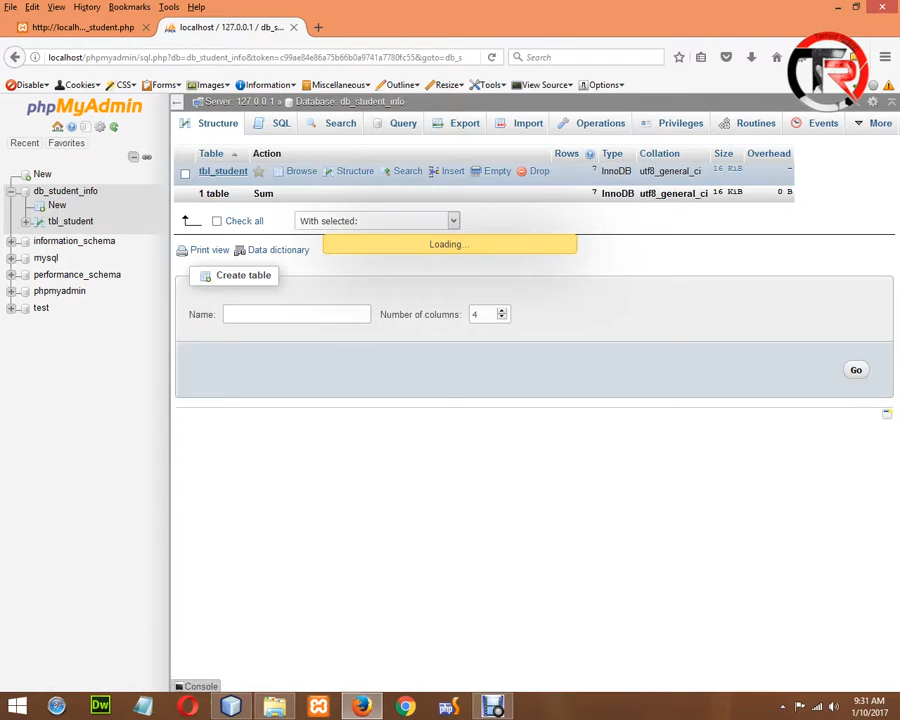 File Edit View History Bookmarks Tools Help
http://localh..._student.php
localhost / 127.0.0.1 / db_s...
localhost/phpmyadmin/sql.php?db=db_student_info&token=c99ae84e86a75b66b0a9741a7780fc55&goto=db_s
Search
Disable Cookies CSS Forms Images Information Miscellaneous Outline Resize Tools View Source Options
phpMyAdmin
Recent Favorites
New
db_student_info
New
tbl_student
information_schema
mysql
performance_schema
phpmyadmin
test
Server: 127.0.0.1 » Database: db_student_info
Structure SQL Search Query Export Import Operations Privileges Routines Events More
Table Action Rows Type Collation Size Overhead
tbl_student Browse Structure Search Insert Empty Drop 7 InnoDB utf8_general_ci 16 KiB -
1 table Sum 7 InnoDB utf8_general_ci 16 KiB 0 B
Check all With selected:
Loading...
Print view Data dictionary
Create table
Name: Number of columns: 4
Go
Console
Dw
php
9:31 AM
1/10/2017